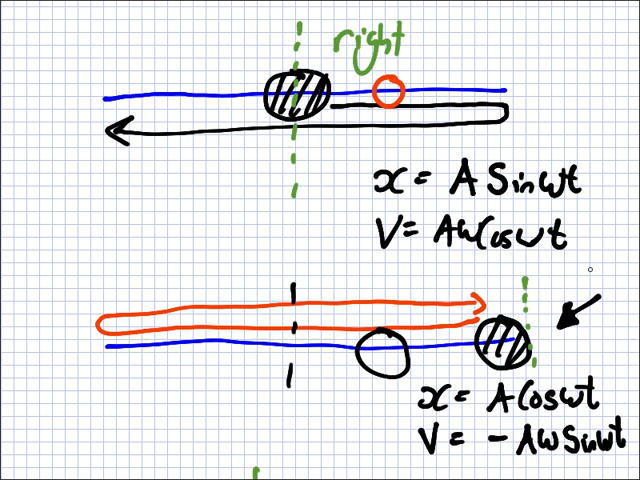 right
x = A Sinωt
V = Aω Cosωt
x = A Cosωt
V = - Aω Sinωt